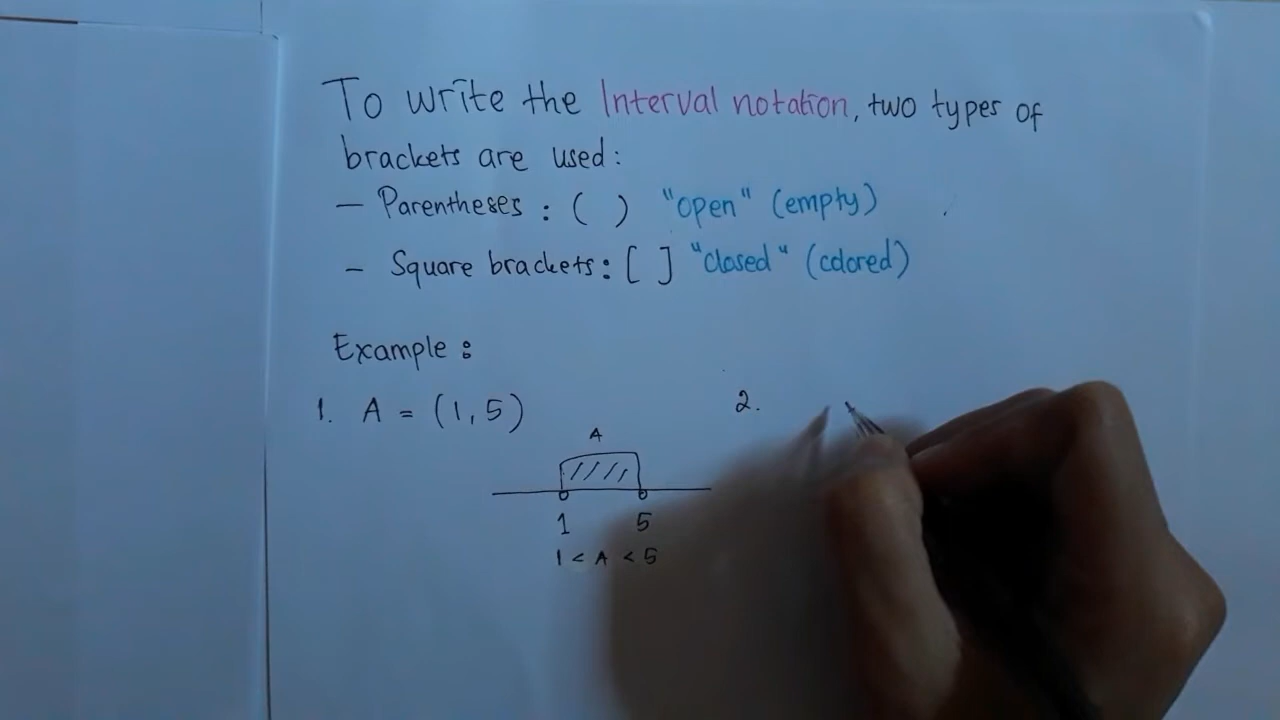 To write the Interval notation, two types of
brackets are used:
- Parentheses : ( ) "open" (empty)
- Square brackets: [ ] "closed" (colored)
Example :
1. A = (1, 5)
2.
A
1 5
1 < A < 5